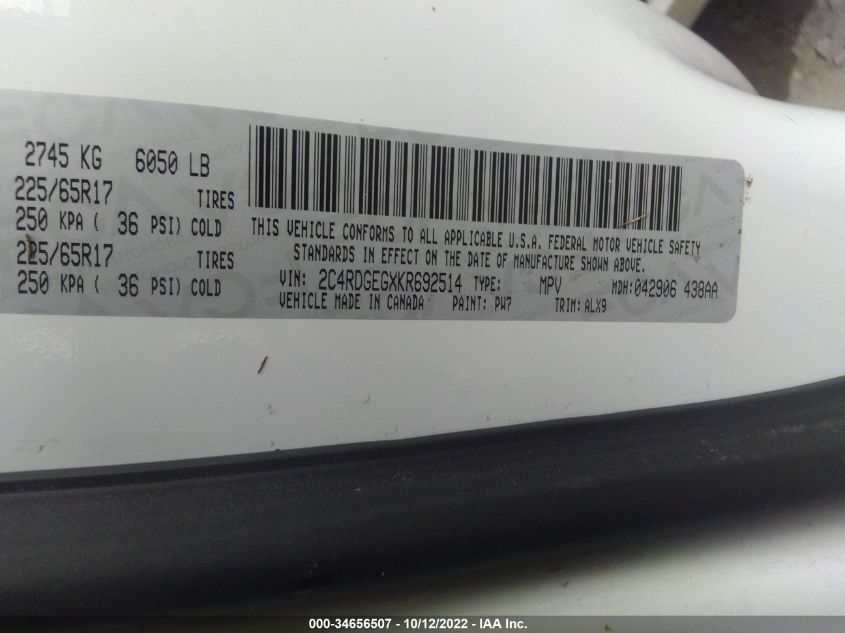 2745 KG 6050 LB
225/65R17 TIRES
250 KPA ( 36 PSI) COLD
225/65R17 TIRES
250 KPA ( 36 PSI) COLD
THIS VEHICLE CONFORMS TO ALL APPLICABLE U.S.A. FEDERAL MOTOR VEHICLE SAFETY
STANDARDS IN EFFECT ON THE DATE OF MANUFACTURE SHOWN ABOVE.
VIN: 2C4RDGEGXKR692514 TYPE: MPV MDH:042906 438AA
VEHICLE MADE IN CANADA PAINT: PW7 TRIM: ALX9
000-34656507 - 10/12/2022 - IAA Inc.